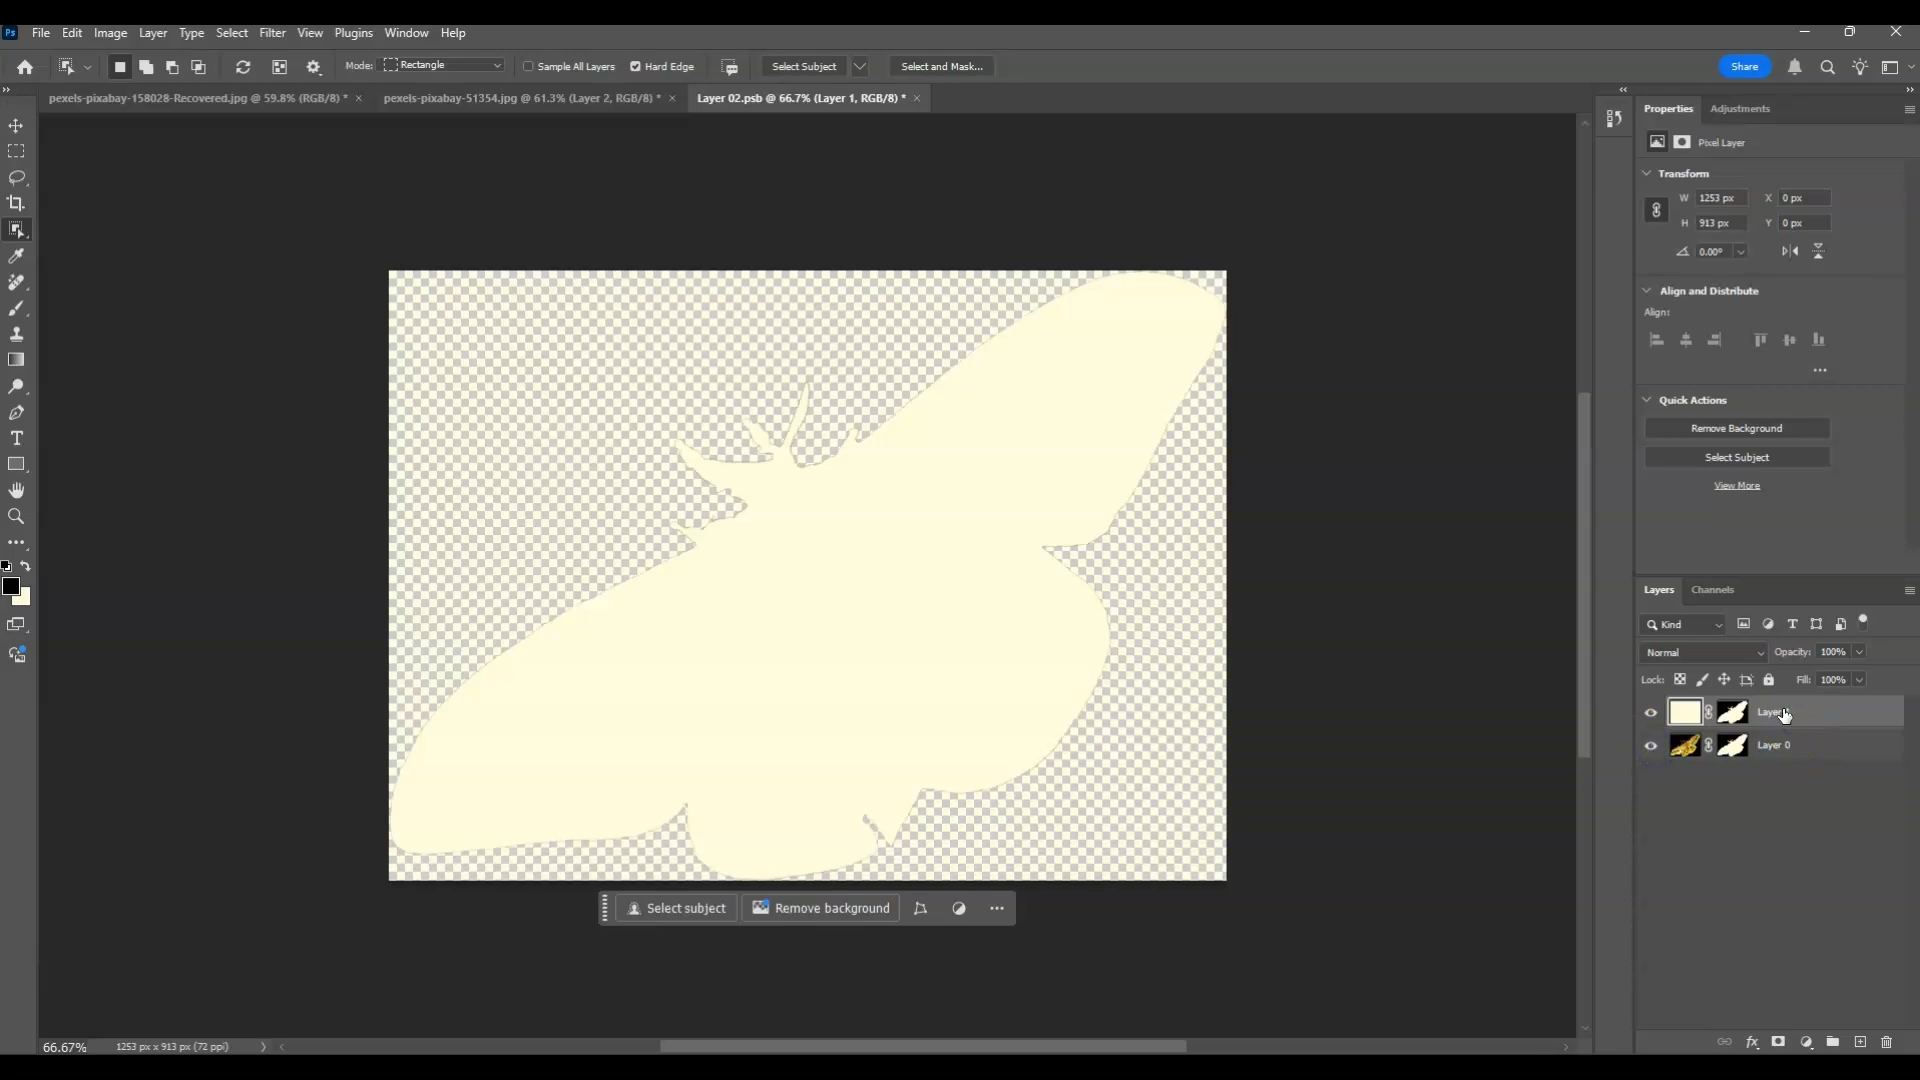 Ps File Edit Image Layer Type Select Filter View Plugins Window Help
Mode: Rectangle Sample All Layers Hard Edge Select Subject Select and Mask... Share
pexels-pixabay-158028-Recovered.jpg @ 59.8% (RGB/8) * × pexels-pixabay-51354.jpg @ 61.3% (Layer 2, RGB/8) * × Layer 02.psb @ 66.7% (Layer 1, RGB/8) * ×
Properties Adjustments
Pixel Layer
Transform
W 1253 px X 0 px
H 913 px Y 0 px
0.00°
Align and Distribute
Align:
Quick Actions
Remove Background
Select Subject
View More
Layers Channels
Kind
Normal Opacity: 100%
Lock: Fill: 100%
Layer
Layer 0
Select subject Remove background
66.67% 1253 px x 913 px (72 ppi)